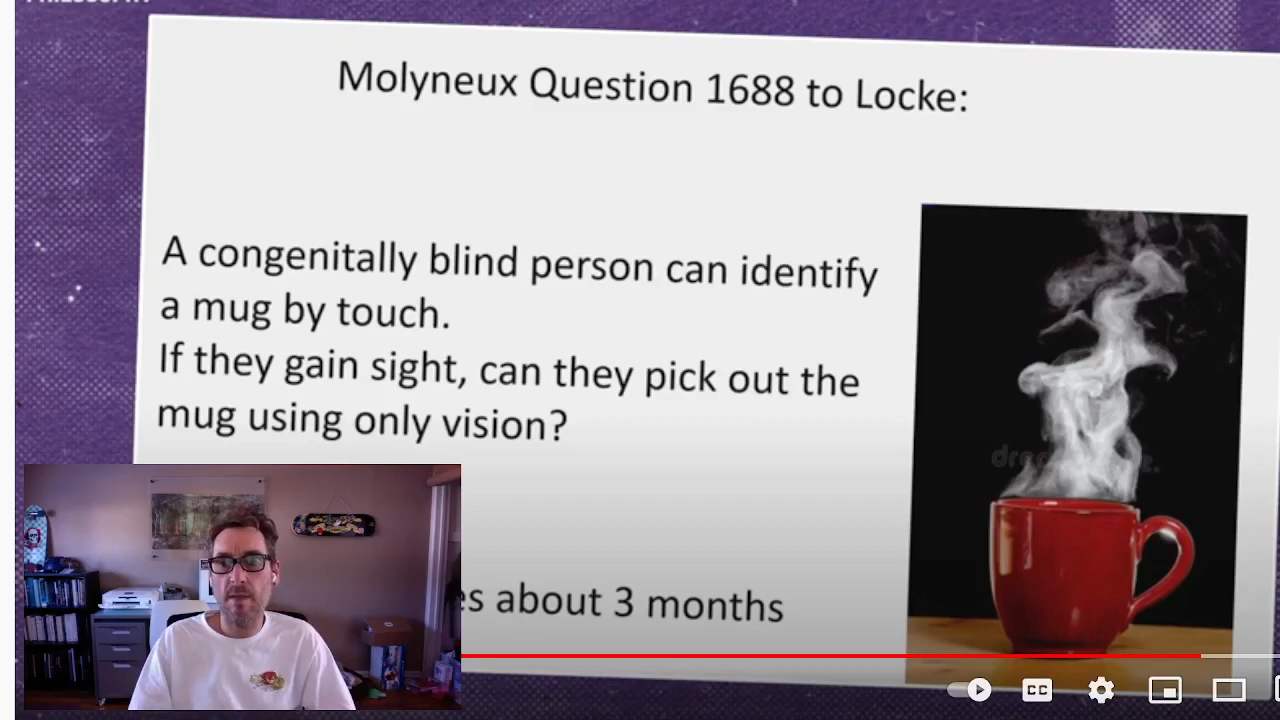 Molyneux Question 1688 to Locke:
A congenitally blind person can identify
a mug by touch.
If they gain sight, can they pick out the
mug using only vision?
about 3 months
CC